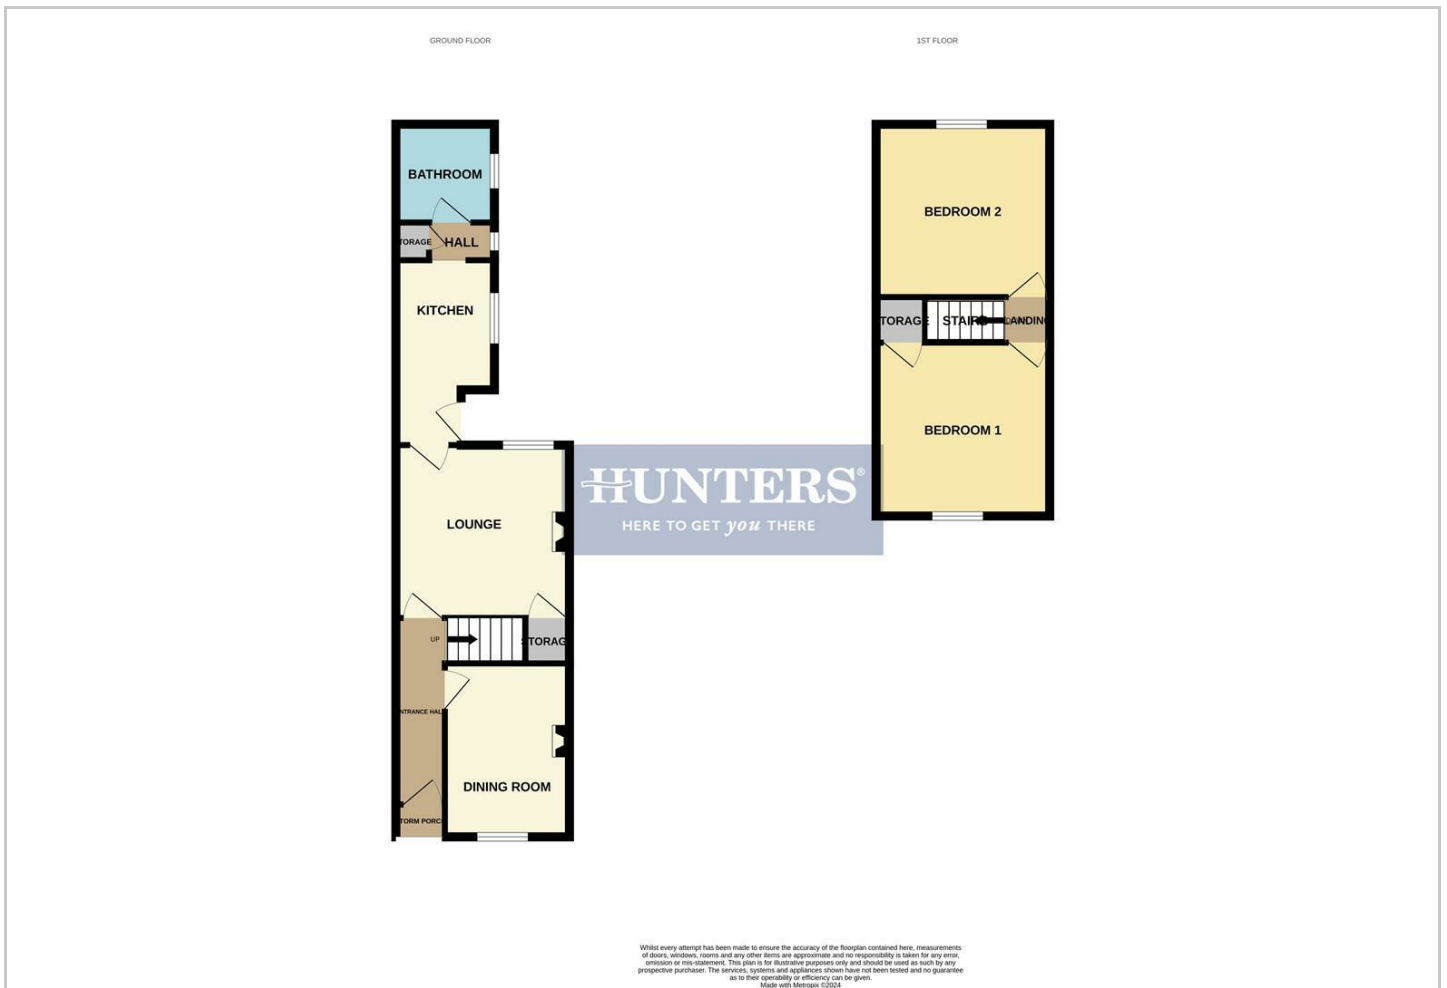 GROUND FLOOR
1ST FLOOR
BATHROOM
TORAGE
HALL
KITCHEN
LOUNGE
UP
TORAG
NTRANCE HAL
DINING ROOM
TORM PORC
BEDROOM 2
TORAGE
STAIRS
LANDING
BEDROOM 1
HUNTERS®
HERE TO GET you THERE
Whilst every attempt has been made to ensure the accuracy of the floorplan contained here, measurements
of doors, windows, rooms and any other items are approximate and no responsibility is taken for any error,
omission or mis-statement. This plan is for illustrative purposes only and should be used as such by any
prospective purchaser. The services, systems and appliances shown have not been tested and no guarantee
as to their operability or efficiency can be given.
Made with Metropix ©2024